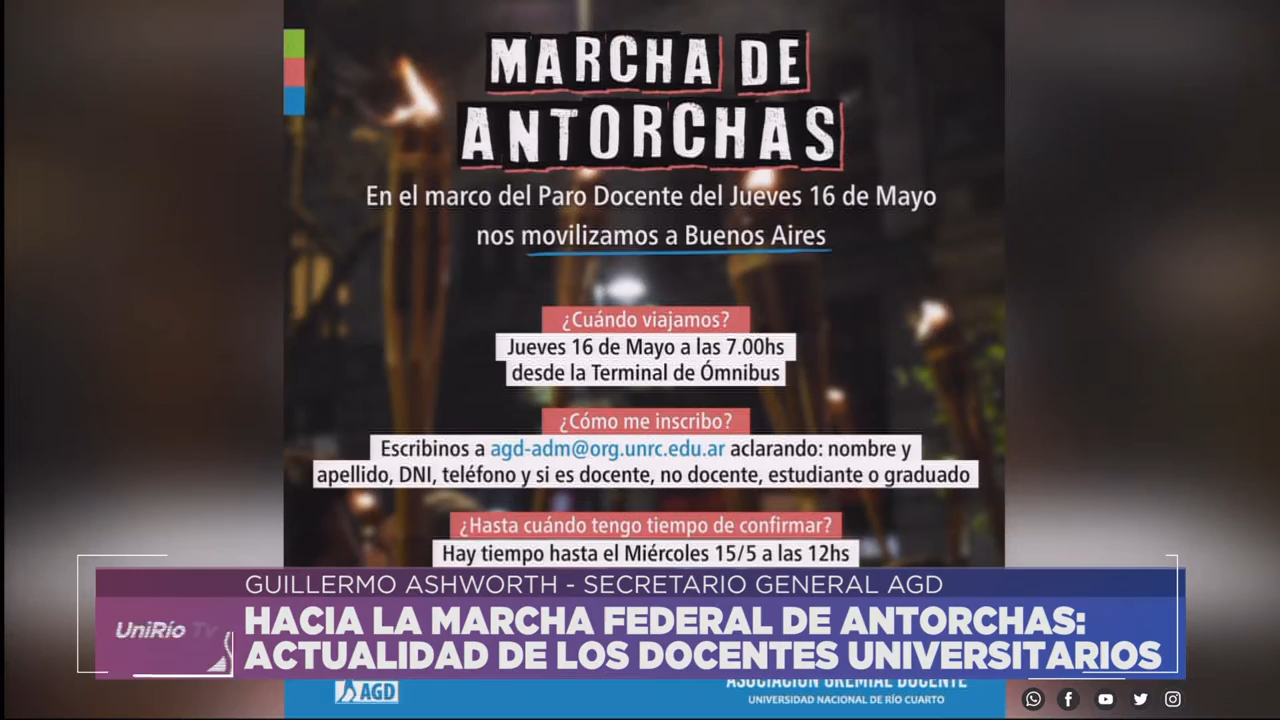 MARCHA DE
ANTORCHAS
En el marco del Paro Docente del Jueves 16 de Mayo
nos movilizamos a Buenos Aires
¿Cuándo viajamos?
Jueves 16 de Mayo a las 7.00hs
desde la Terminal de Ómnibus
¿Cómo me inscribo?
Escribinos a agd-adm@org.unrc.edu.ar aclarando: nombre y
apellido, DNI, teléfono y si es docente, no docente, estudiante o graduado
¿Hasta cuándo tengo tiempo de confirmar?
Hay tiempo hasta el Miércoles 15/5 a las 12hs
GUILLERMO ASHWORTH - SECRETARIO GENERAL AGD
UniRío Tv
HACIA LA MARCHA FEDERAL DE ANTORCHAS:
ACTUALIDAD DE LOS DOCENTES UNIVERSITARIOS
AGD
ASOCIACIÓN GREMIAL DOCENTE
UNIVERSIDAD NACIONAL DE RÍO CUARTO